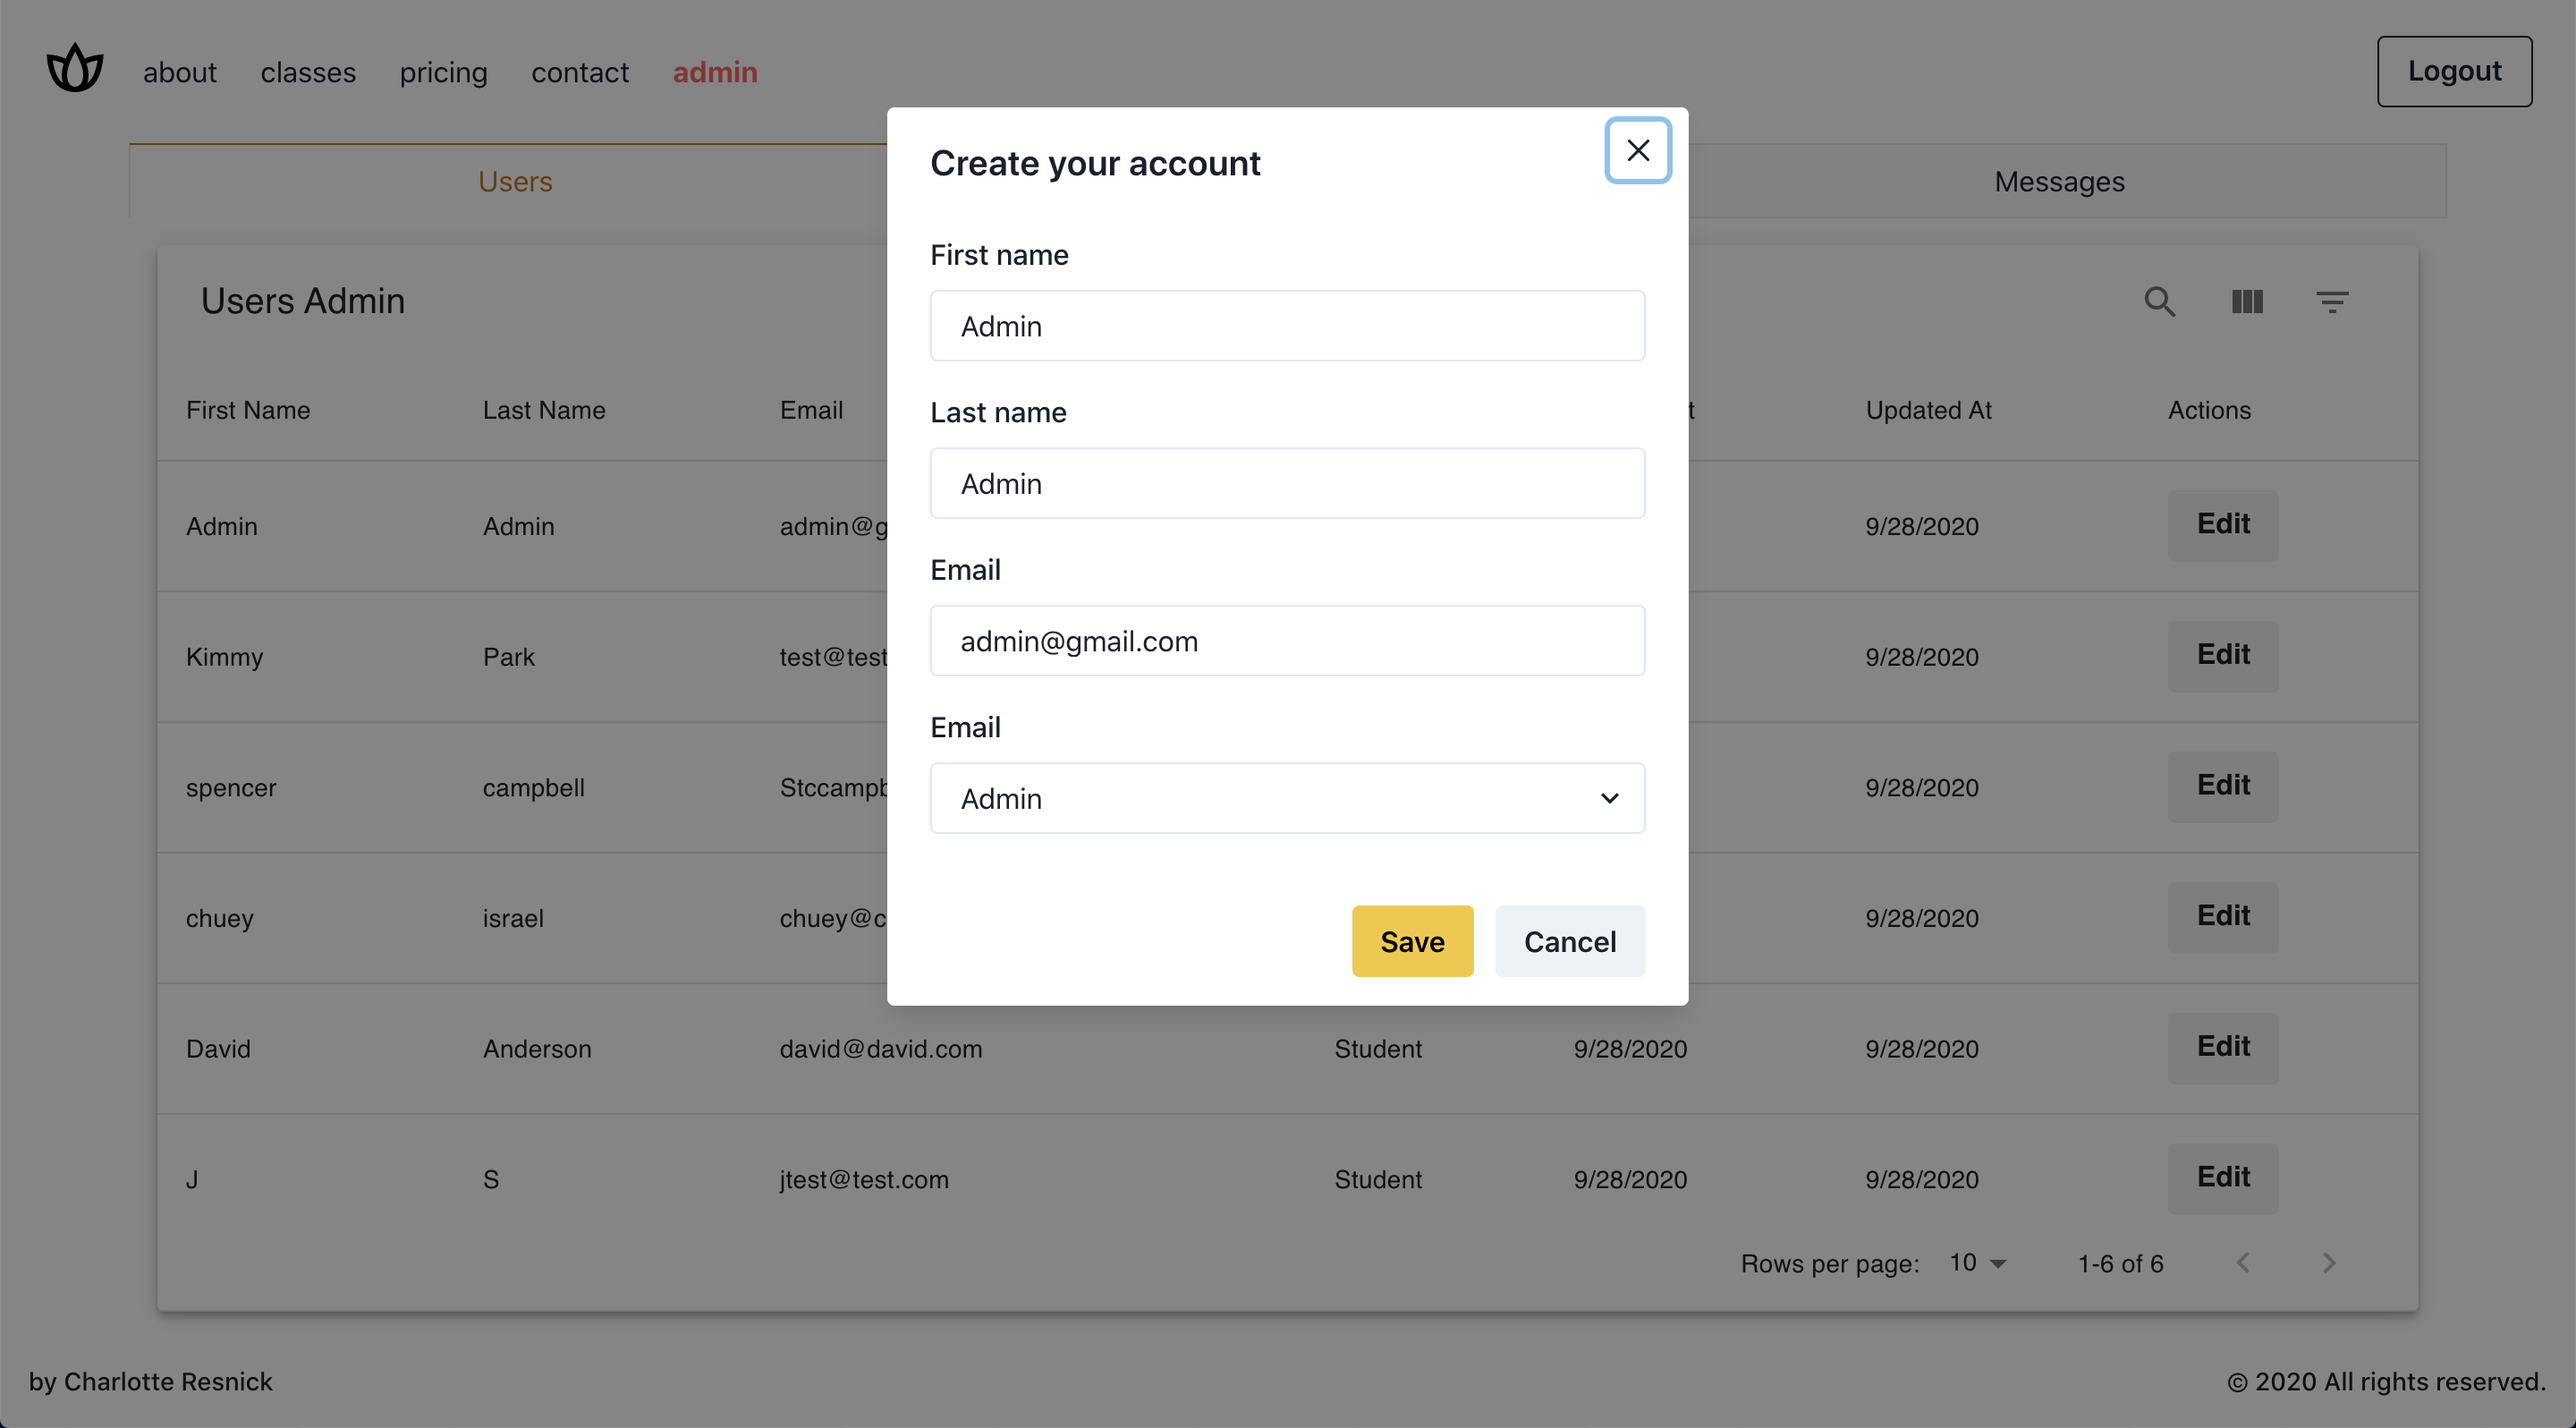 about classes pricing contact admin Logout
Users Messages
Create your account
First name
Admin
Last name
Admin
Email
admin@gmail.com
Email
Admin
Save Cancel
Users Admin
First Name Last Name Email Updated At Actions
Admin Admin admin@g 9/28/2020 Edit
Kimmy Park test@test 9/28/2020 Edit
spencer campbell Stccampb 9/28/2020 Edit
chuey israel chuey@c 9/28/2020 Edit
David Anderson david@david.com Student 9/28/2020 9/28/2020 Edit
J S jtest@test.com Student 9/28/2020 9/28/2020 Edit
Rows per page: 10 1-6 of 6
by Charlotte Resnick © 2020 All rights reserved.